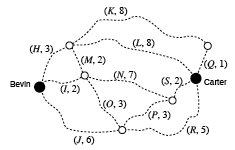 (K, 8)
(H, 3)
(L, 8)
(M, 2)
(Q, 1)
Bevin
(I, 2)
(N, 7)
(S, 2)
Carter
(O, 3)
(P, 3)
(J, 6)
(R, 5)